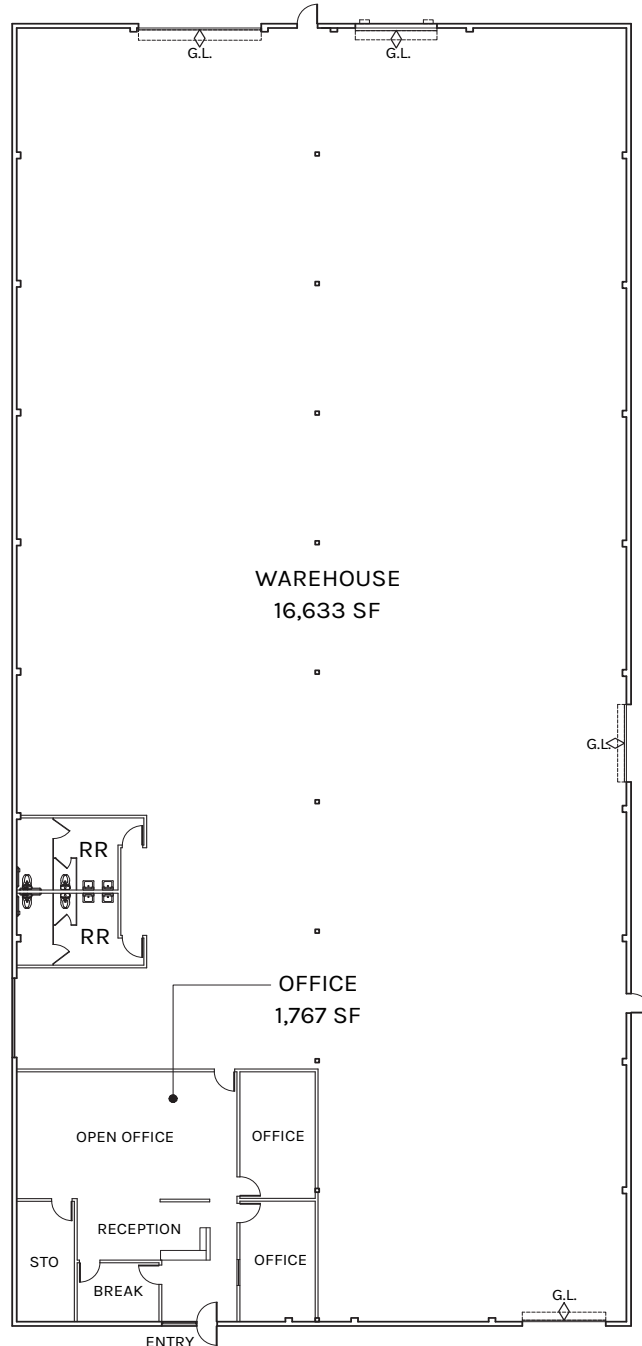 G.L.
G.L.
WAREHOUSE
16,633 SF
G.L.
RR
RR
OFFICE
1,767 SF
OPEN OFFICE
OFFICE
RECEPTION
STO
OFFICE
BREAK
G.L.
ENTRY